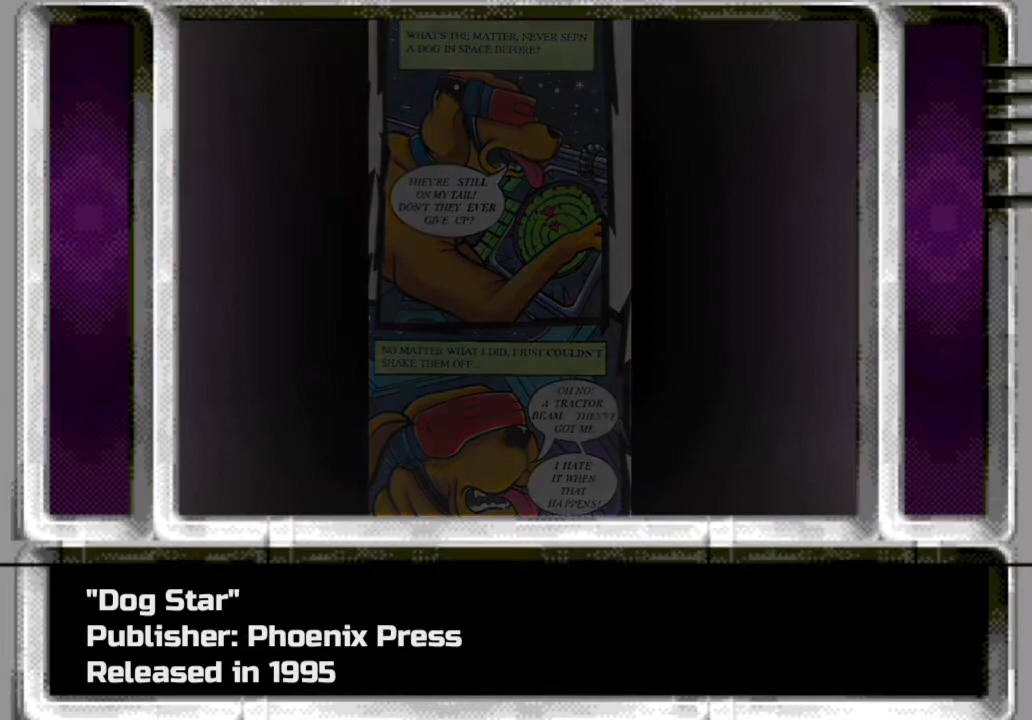 WHAT'S THE MATTER, NEVER SEEN
A DOG IN SPACE BEFORE?
THEY'RE STILL
ON MY TAIL!
DON'T THEY EVER
GIVE UP?
NO MATTER WHAT I DID, I JUST COULDN'T
SHAKE THEM OFF...
OH NO!
A TRACTOR
BEAM. THEY'VE
GOT ME.
I HATE
IT WHEN
THAT
HAPPENS!
"Dog Star"
Publisher: Phoenix Press
Released in 1995